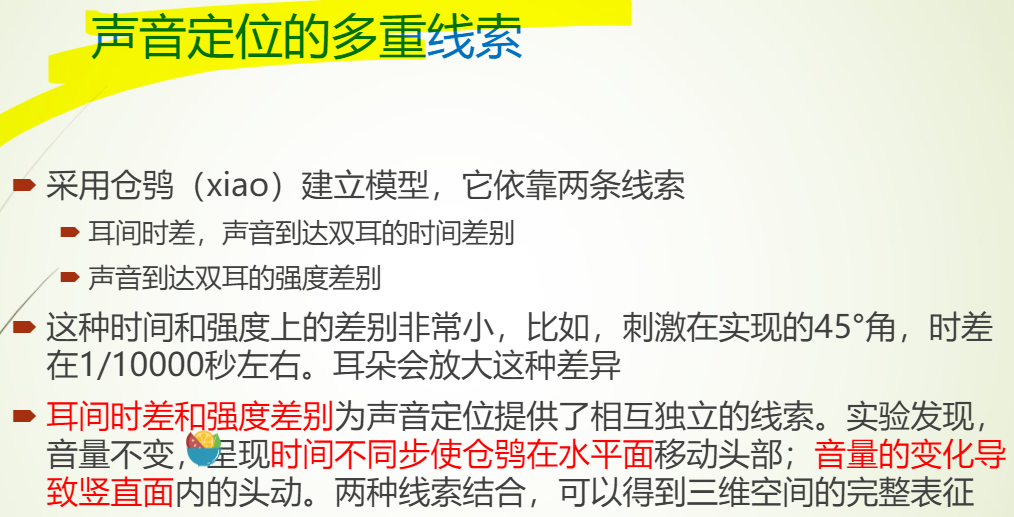 声音定位的多重线索
采用仓鸮（xiao）建立模型，它依靠两条线索
耳间时差，声音到达双耳的时间差别
声音到达双耳的强度差别
这种时间和强度上的差别非常小，比如，刺激在实现的45°角，时差
在1/10000秒左右。耳朵会放大这种差异
耳间时差和强度差别为声音定位提供了相互独立的线索。实验发现，
音量不变，呈现时间不同步使仓鸮在水平面移动头部；音量的变化导
致竖直面内的头动。两种线索结合，可以得到三维空间的完整表征